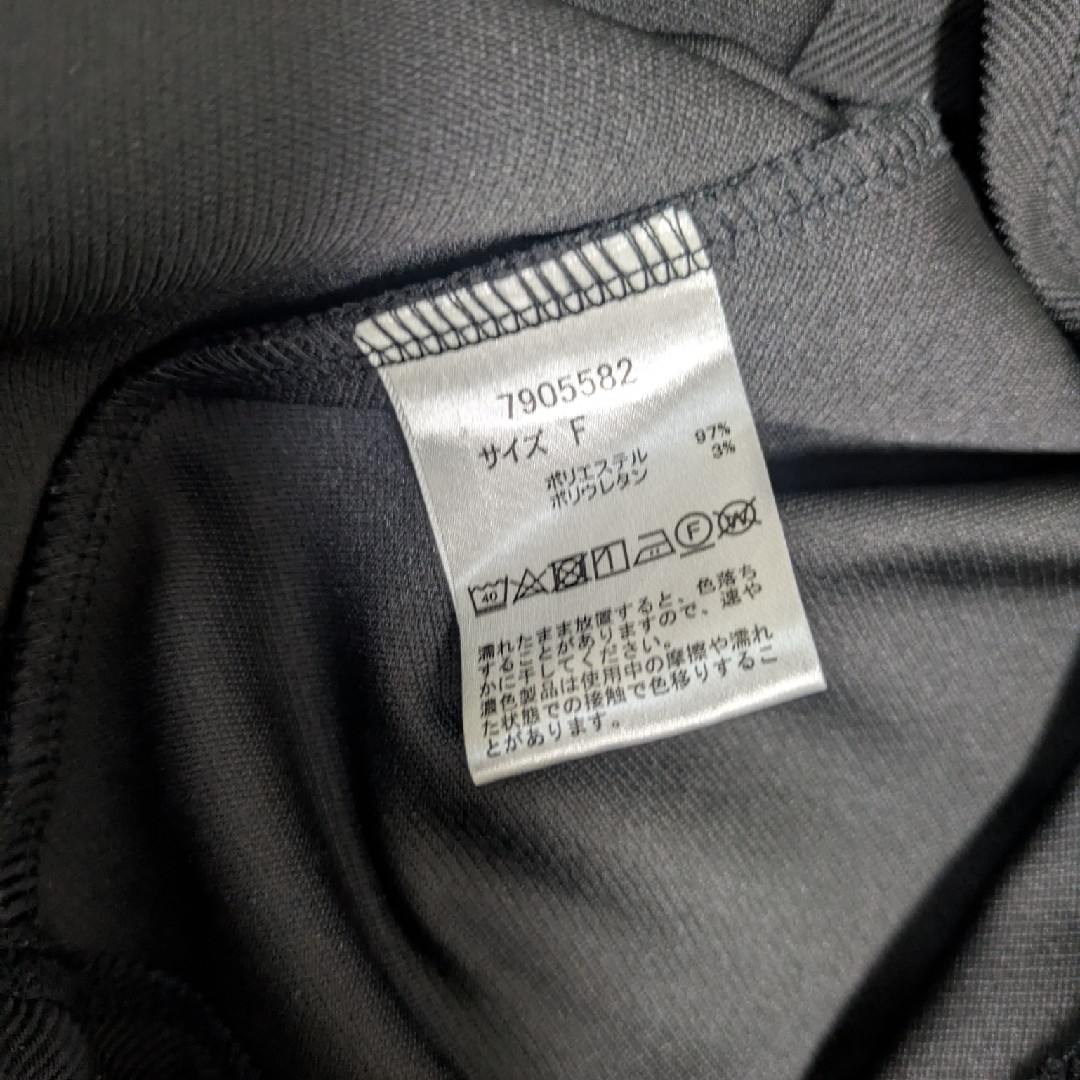 7905582
サイズ F
ポリエステル 97%
ポリウレタン 3%
40 F W
濡れたまま放置すると、色落ち
することがありますので、速や
かに干してください。
濃色製品は使用中の摩擦や濡れ
た状態での接触で色移りするこ
とがあります。